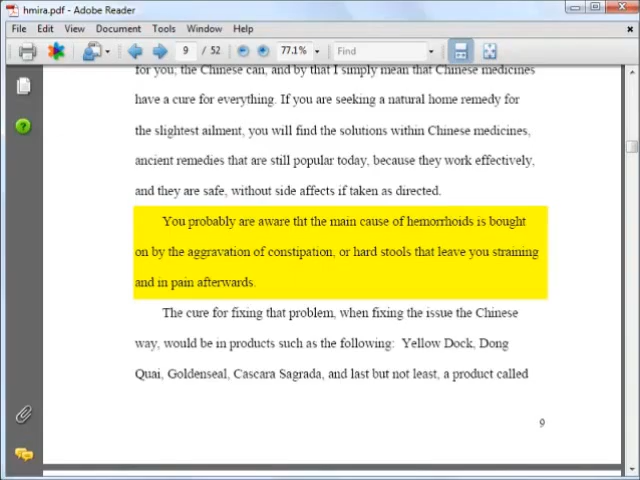 hmira.pdf - Adobe Reader
File Edit View Document Tools Window Help
9 / 52 77.1% Find
for you; the Chinese can, and by that I simply mean that Chinese medicines
have a cure for everything. If you are seeking a natural home remedy for
the slightest ailment, you will find the solutions within Chinese medicines,
ancient remedies that are still popular today, because they work effectively,
and they are safe, without side affects if taken as directed.
You probably are aware tht the main cause of hemorrhoids is bought
on by the aggravation of constipation, or hard stools that leave you straining
and in pain afterwards.
The cure for fixing that problem, when fixing the issue the Chinese
way, would be in products such as the following: Yellow Dock, Dong
Quai, Goldenseal, Cascara Sagrada, and last but not least, a product called
9